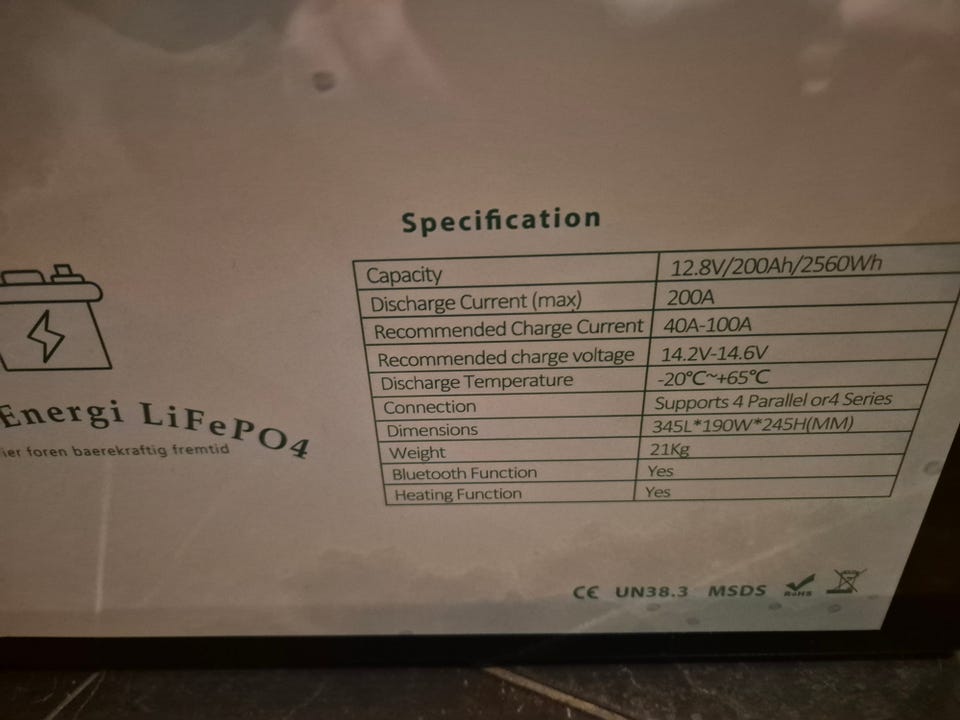 Specification
Capacity 12.8V/200Ah/2560Wh
Discharge Current (max) 200A
Recommended Charge Current 40A-100A
Recommended charge voltage 14.2V-14.6V
Discharge Temperature -20℃~+65℃
Connection Supports 4 Parallel or4 Series
Dimensions 345L*190W*245H(MM)
Weight 21Kg
Bluetooth Function Yes
Heating Function Yes
Energi LiFePO4
ier foren baerekraftig fremtid
CE UN38.3 MSDS RoHS